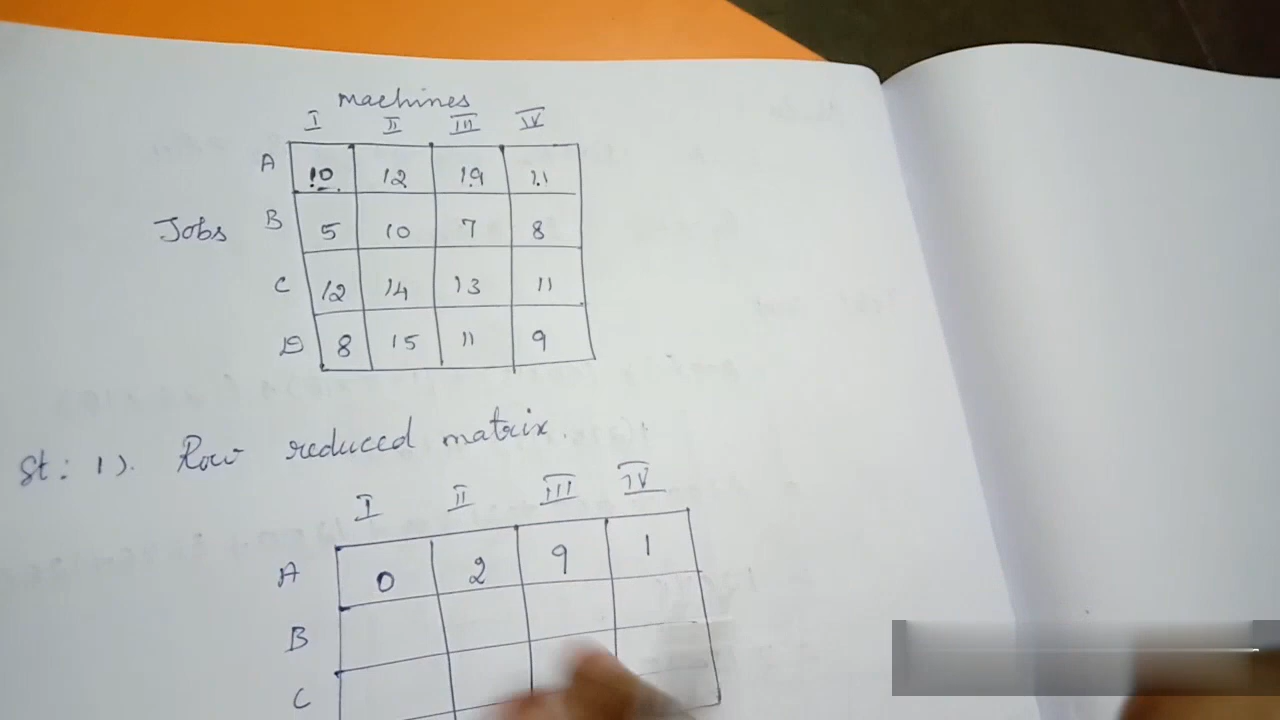 machines
I II III IV
A 10 12 19 11
Jobs B 5 10 7 8
C 12 14 13 11
D 8 15 11 9
St: 1). Row reduced matrix.
I II III IV
A 0 2 9 1
B
C